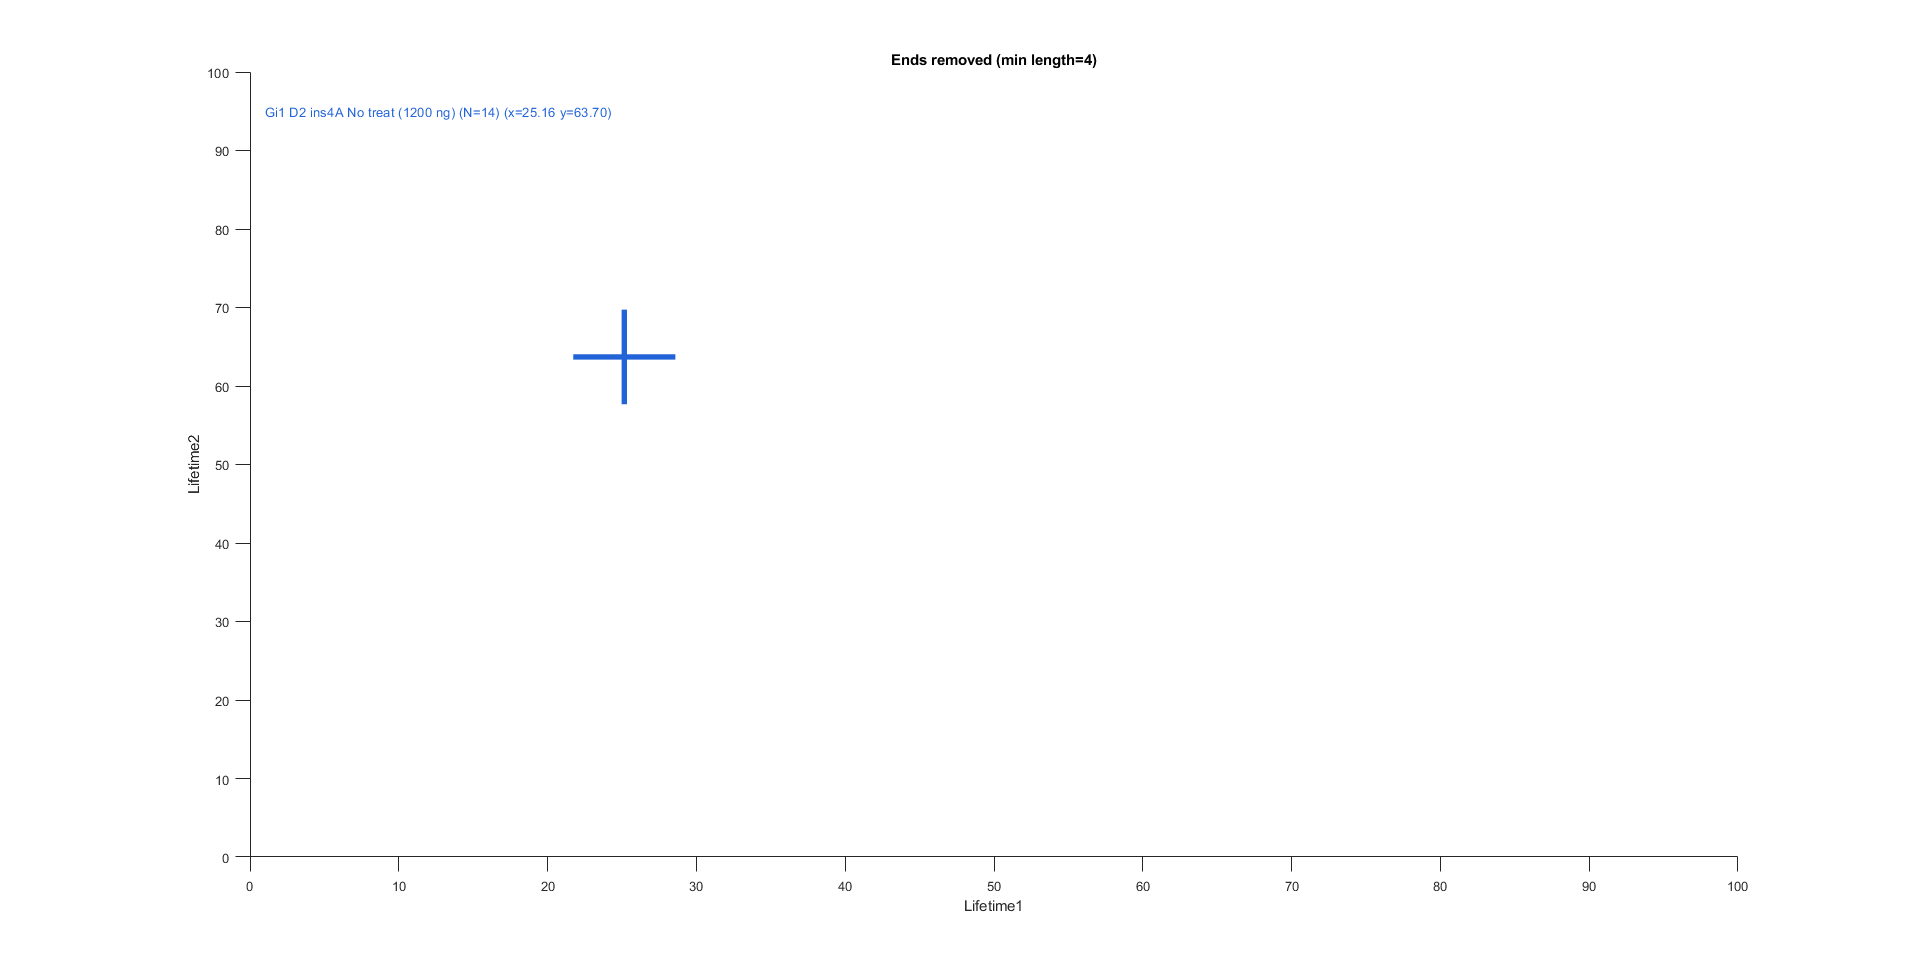 Ends removed (min length=4)
100
Gi1 D2 ins4A No treat (1200 ng) (N=14) (x=25.16 y=63.70)
90
80
70
60
50
40
30
20
10
0
Lifetime2
0 10 20 30 40 50 60 70 80 90 100
Lifetime1